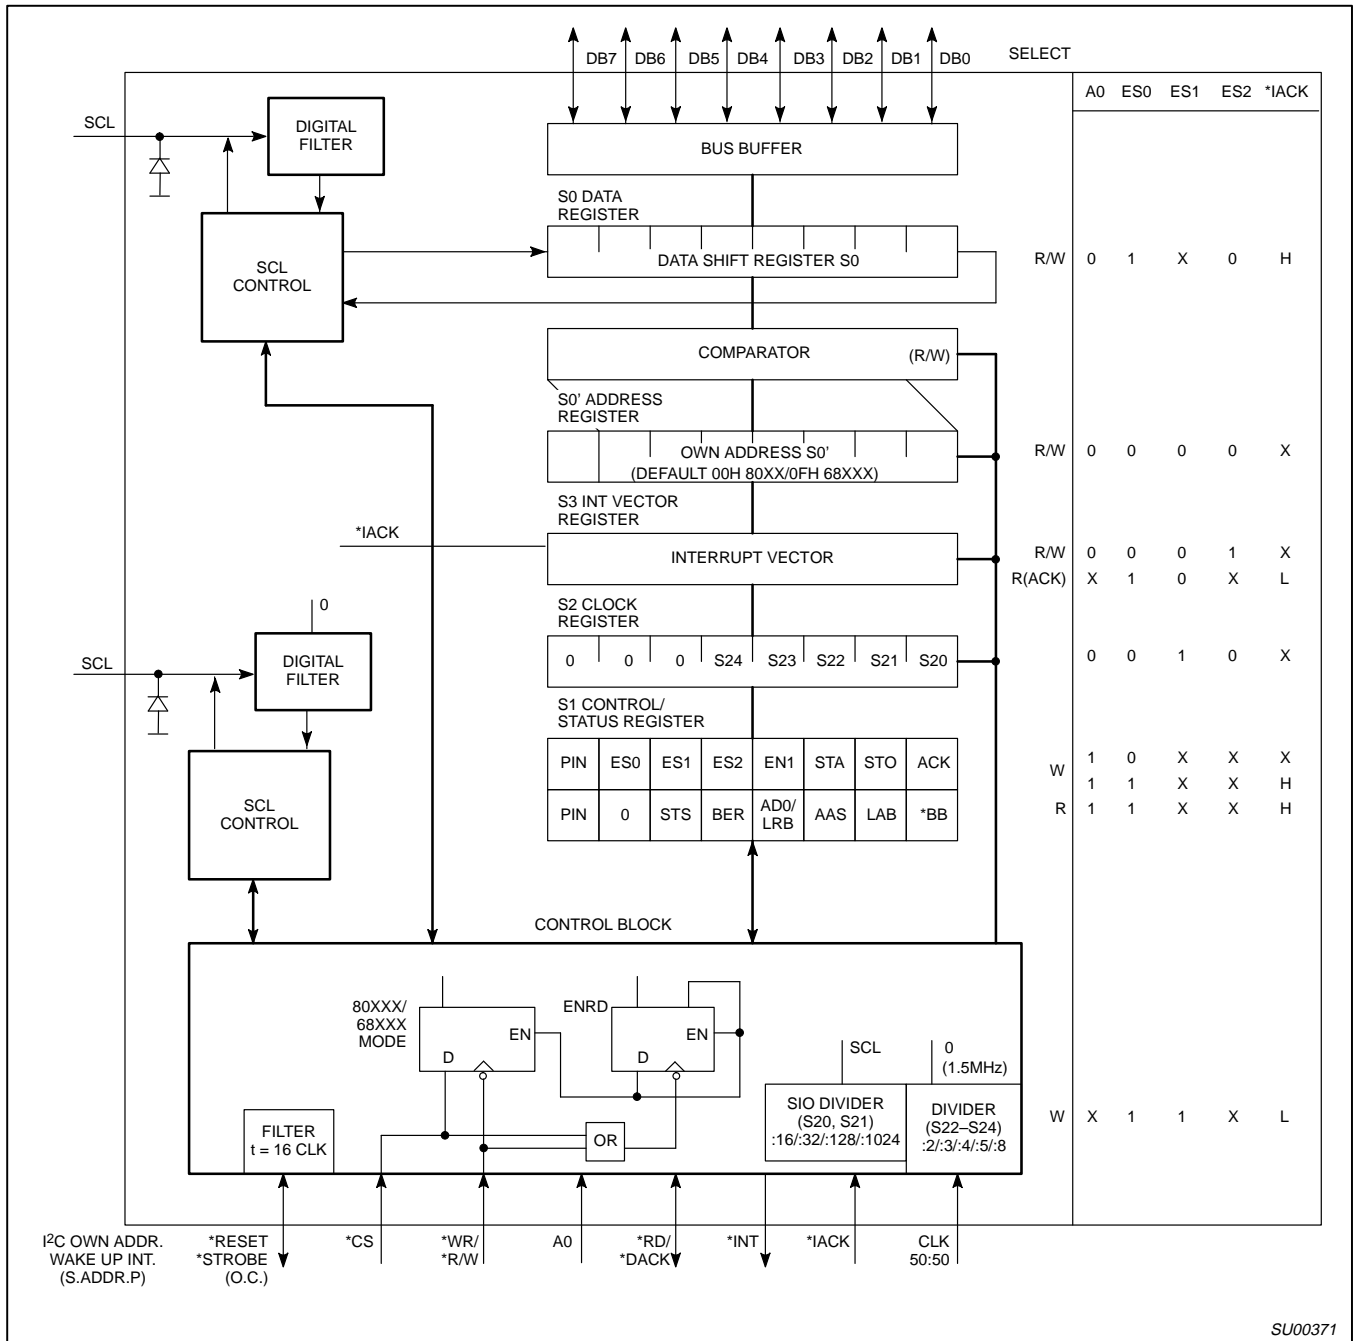 DB7 DB6 DB5 DB4 DB3 DB2 DB1 DB0
SELECT
A0 ES0 ES1 ES2 *IACK
SCL
DIGITAL
FILTER
BUS BUFFER
S0 DATA
REGISTER
SCL
CONTROL
DATA SHIFT REGISTER S0
R/W 0 1 X 0 H
COMPARATOR (R/W)
S0' ADDRESS
REGISTER
OWN ADDRESS S0'
(DEFAULT 00H 80XX/0FH 68XXX)
R/W 0 0 0 0 X
S3 INT VECTOR
REGISTER
*IACK
INTERRUPT VECTOR
R/W 0 0 0 1 X
R(ACK) X 1 0 X L
S2 CLOCK
REGISTER
0
SCL
DIGITAL
FILTER
0 0 0 S24 S23 S22 S21 S20
0 0 1 0 X
S1 CONTROL/
STATUS REGISTER
PIN ES0 ES1 ES2 EN1 STA STO ACK
W
1 0 X X X
1 1 X X H
SCL
CONTROL
PIN 0 STS BER AD0/
LRB AAS LAB *BB
R 1 1 X X H
CONTROL BLOCK
80XXX/
68XXX
MODE
EN
D
ENRD
EN
D
SCL
0
(1.5MHz)
FILTER
t = 16 CLK
OR
SIO DIVIDER
(S20, S21)
:16/:32/:128/:1024
DIVIDER
(S22–S24)
:2/:3/:4/:5/:8
W X 1 1 X L
I2C OWN ADDR.
WAKE UP INT.
(S.ADDR.P)
*RESET
*STROBE
(O.C.)
*CS
*WR/
*R/W
A0
*RD/
*DACK
*INT
*IACK
CLK
50:50
SU00371